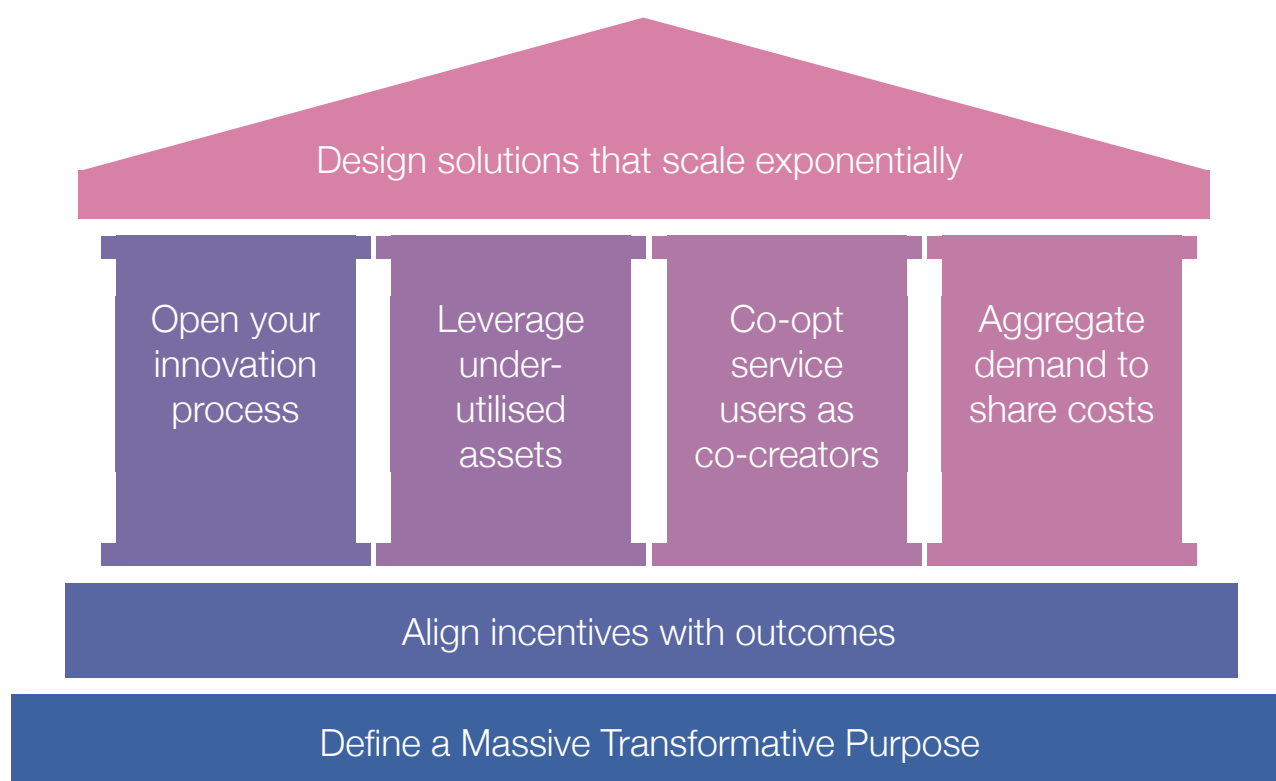 Design solutions that scale exponentially
Open your
innovation
process
Leverage
under-
utilised
assets
Co-opt
service
users as
co-creators
Aggregate
demand to
share costs
Align incentives with outcomes
Define a Massive Transformative Purpose